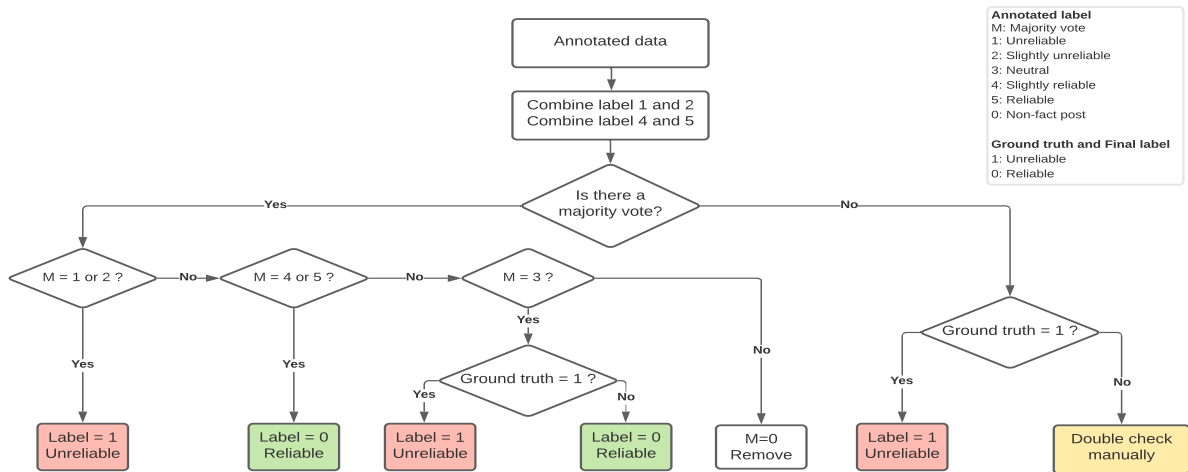 Annotated data
Combine label 1 and 2
Combine label 4 and 5
Is there a
majority vote?
Yes
No
M = 1 or 2 ?
No
M = 4 or 5 ?
No
M = 3 ?
Yes
Yes
Yes
No
Ground truth = 1 ?
Yes
No
Ground truth = 1 ?
Yes
No
Label = 1
Unreliable
Label = 0
Reliable
Label = 1
Unreliable
Label = 0
Reliable
M=0
Remove
Label = 1
Unreliable
Double check
manually
Annotated label
M: Majority vote
1: Unreliable
2: Slightly unreliable
3: Neutral
4: Slightly reliable
5: Reliable
0: Non-fact post
Ground truth and Final label
1: Unreliable
0: Reliable